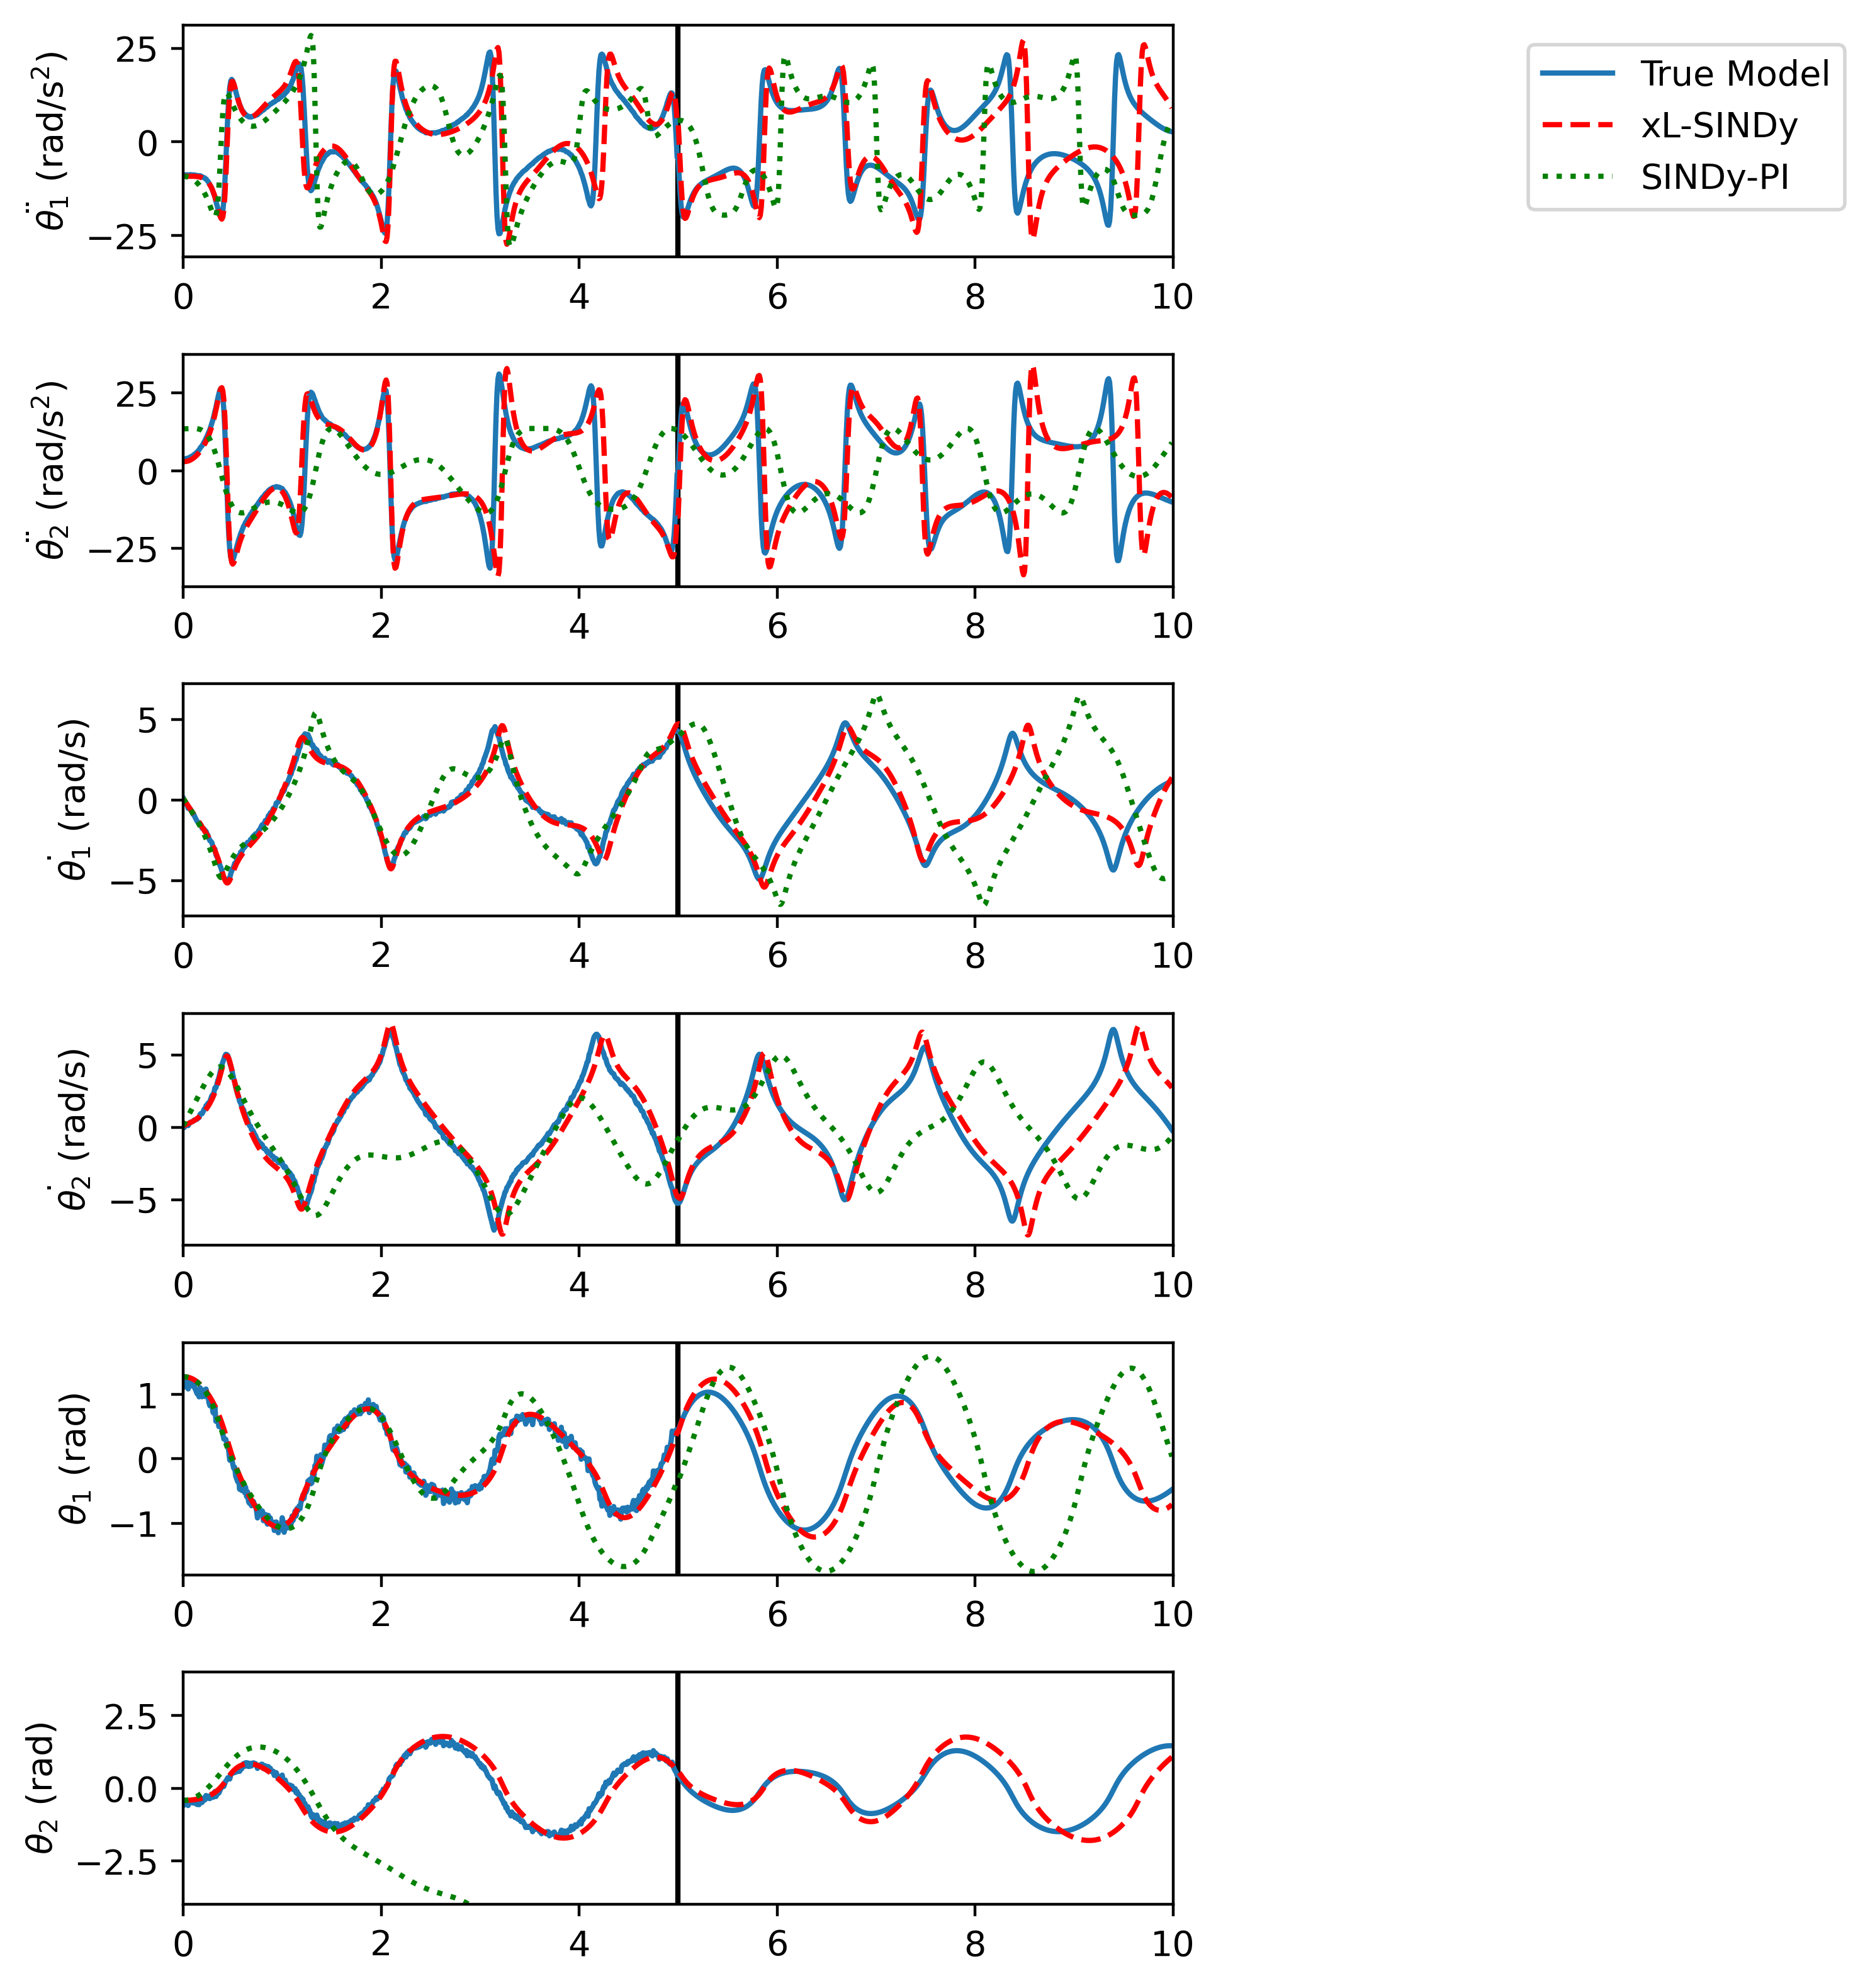 25
0
−25
θ̈₁ (rad/s²)
0 2 4 6 8 10
True Model
xL-SINDy
SINDy-PI
25
0
−25
θ̈₂ (rad/s²)
0 2 4 6 8 10
5
0
−5
θ̇₁ (rad/s)
0 2 4 6 8 10
5
0
−5
θ̇₂ (rad/s)
0 2 4 6 8 10
1
0
−1
θ₁ (rad)
0 2 4 6 8 10
2.5
0.0
−2.5
θ₂ (rad)
0 2 4 6 8 10